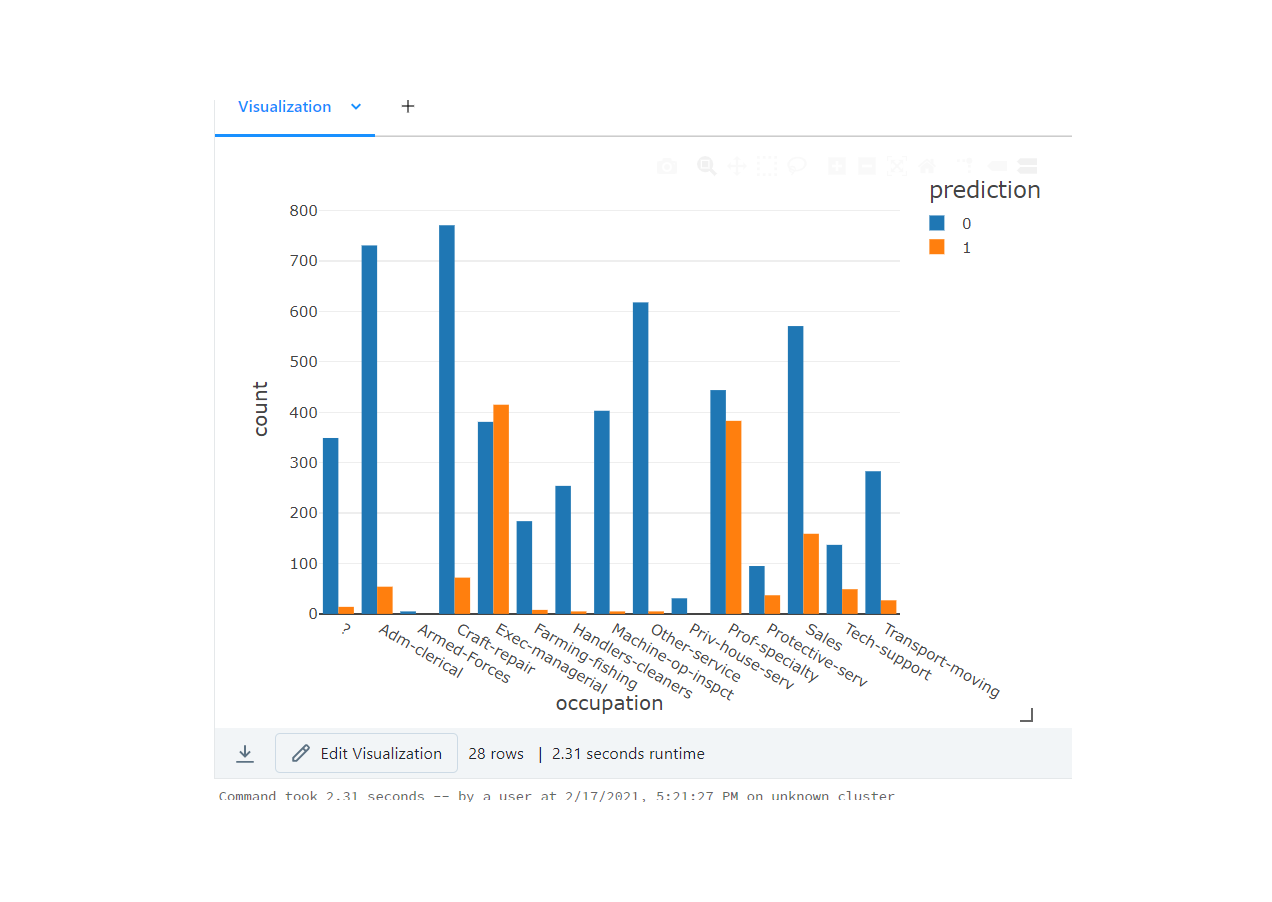 Visualization
+
prediction
0
1
800
700
600
500
400
300
200
100
0
count
?
Adm-clerical
Armed-Forces
Craft-repair
Exec-managerial
Farming-fishing
Handlers-cleaners
Machine-op-inspct
Other-service
Priv-house-serv
Prof-specialty
Protective-serv
Sales
Tech-support
Transport-moving
occupation
Edit Visualization 28 rows | 2.31 seconds runtime
Command took 2.31 seconds -- by a user at 2/17/2021, 5:21:27 PM on unknown cluster